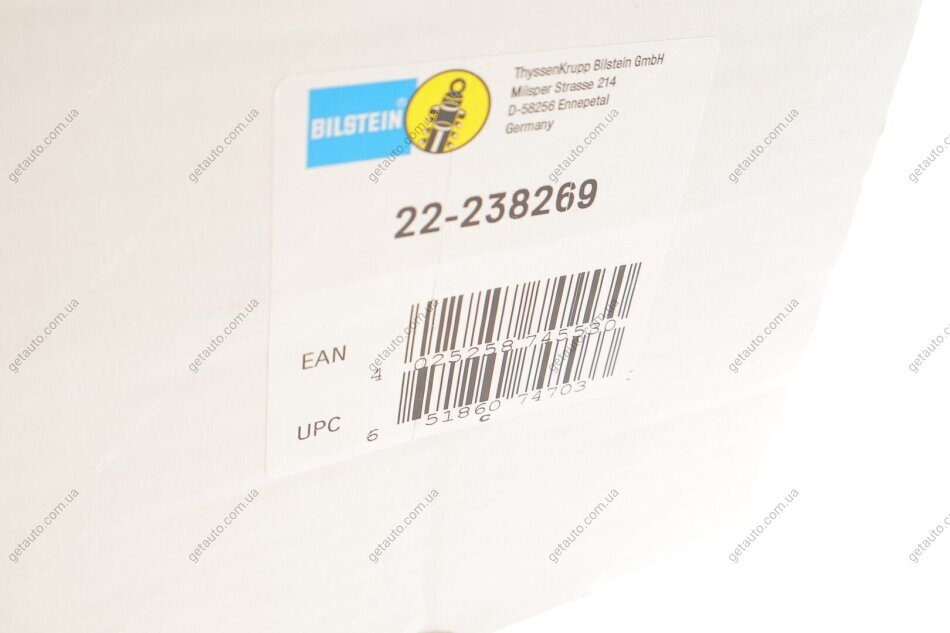 BILSTEIN®
ThyssenKrupp Bilstein GmbH
Milsper Strasse 214
D-58256 Ennepetal
Germany
22-238269
EAN
4 025258 745530
UPC
6 51860 74703
c
getauto.com.ua